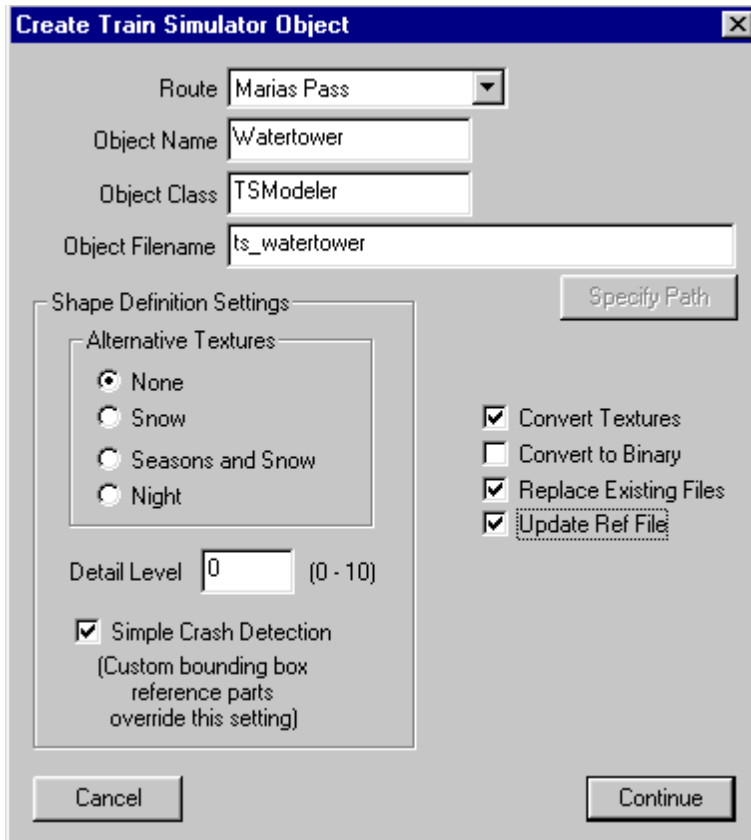 Create Train Simulator Object
Route Marias Pass
Object Name Watertower
Object Class TSModeler
Object Filename ts_watertower
Specify Path
Shape Definition Settings
Alternative Textures
None
Snow
Seasons and Snow
Night
Convert Textures
Convert to Binary
Replace Existing Files
Update Ref File
Detail Level 0 (0 - 10)
Simple Crash Detection
(Custom bounding box
reference parts
override this setting)
Cancel
Continue